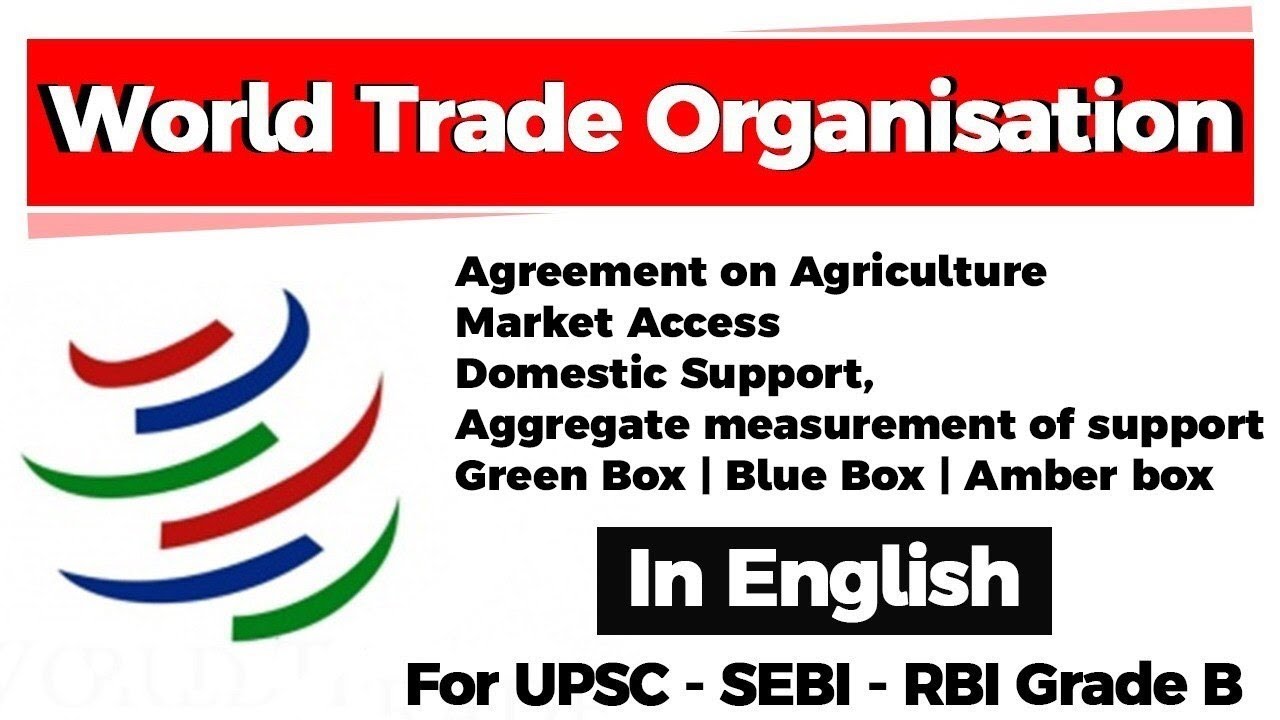 World Trade Organisation
Agreement on Agriculture
Market Access
Domestic Support,
Aggregate measurement of support
Green Box | Blue Box | Amber box
In English
For UPSC - SEBI - RBI Grade B